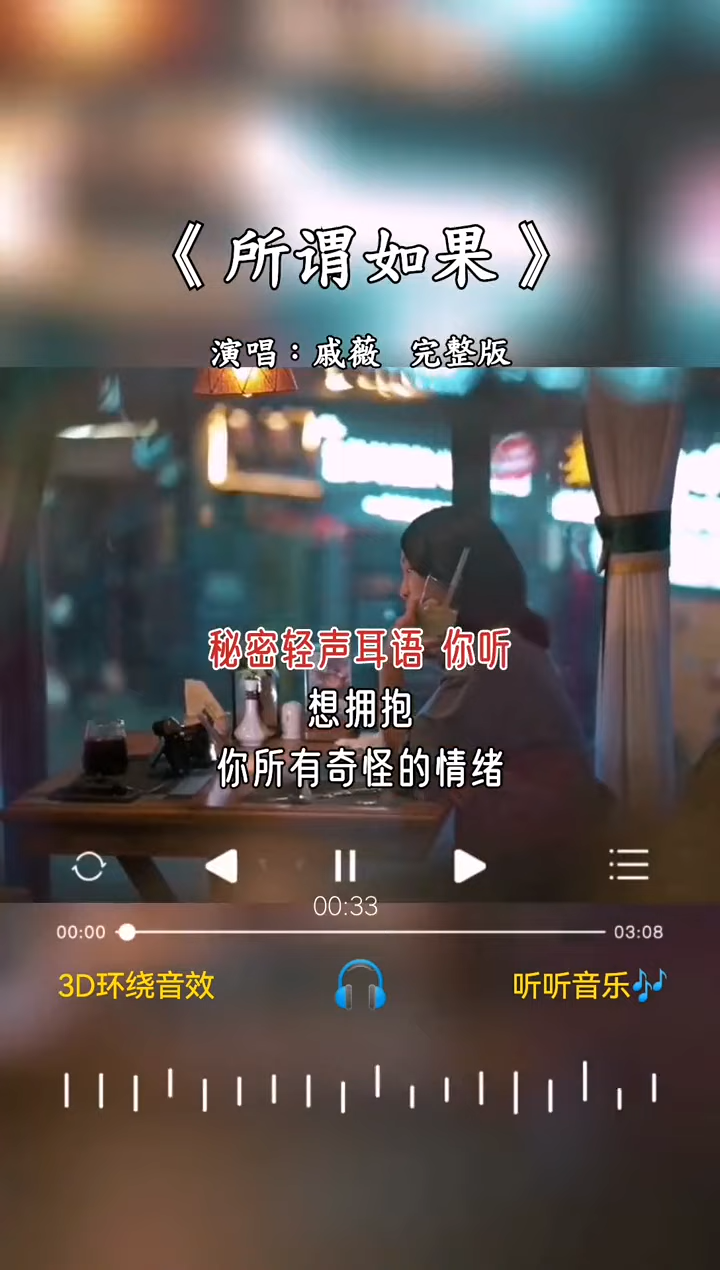 《所谓如果》
演唱：戚薇 完整版
秘密轻声耳语 你听
想拥抱
你所有奇怪的情绪
00:33
00:00 03:08
3D环绕音效 听听音乐